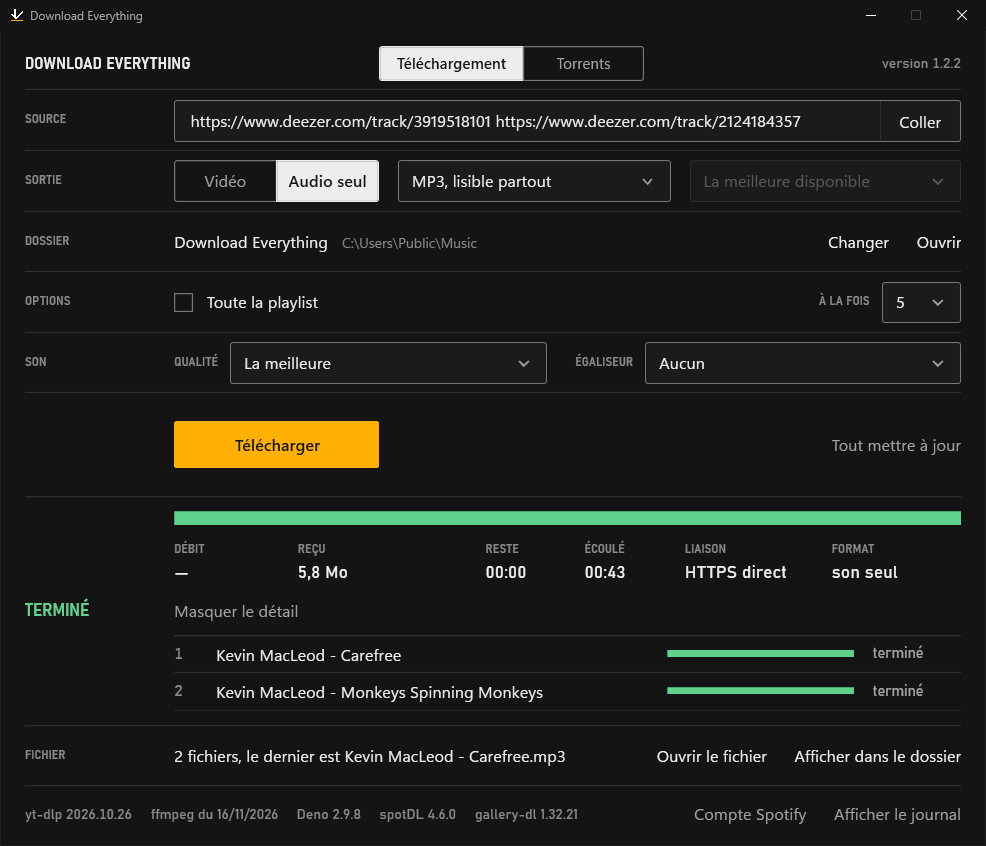 Download Everything
DOWNLOAD EVERYTHING Téléchargement Torrents version 1.2.2
SOURCE https://www.deezer.com/track/3919518101 https://www.deezer.com/track/2124184357 Coller
SORTIE Vidéo Audio seul MP3, lisible partout La meilleure disponible
DOSSIER Download Everything C:\Users\Public\Music Changer Ouvrir
OPTIONS Toute la playlist À LA FOIS 5
SON QUALITÉ La meilleure ÉGALISEUR Aucun
Télécharger Tout mettre à jour
DÉBIT REÇU RESTE ÉCOULÉ LIAISON FORMAT
— 5,8 Mo 00:00 00:43 HTTPS direct son seul
TERMINÉ Masquer le détail
1 Kevin MacLeod - Carefree terminé
2 Kevin MacLeod - Monkeys Spinning Monkeys terminé
FICHIER 2 fichiers, le dernier est Kevin MacLeod - Carefree.mp3 Ouvrir le fichier Afficher dans le dossier
yt-dlp 2026.10.26 ffmpeg du 16/11/2026 Deno 2.9.8 spotDL 4.6.0 gallery-dl 1.32.21 Compte Spotify Afficher le journal